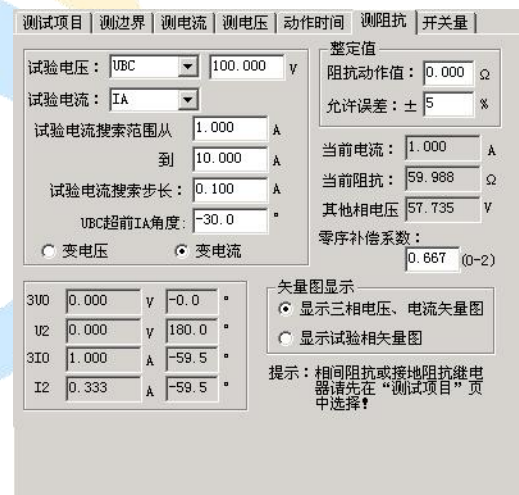 测试项目 测边界 测电流 测电压 动作时间 测阻抗 开关量
试验电压： UBC 100.000 V
试验电流： IA
试验电流搜索范围从 1.000 A
到 10.000 A
试验电流搜索步长： 0.100 A
UBC超前IA角度： -30.0 °
变电压 变电流
整定值
阻抗动作值： 0.000 Ω
允许误差：± 5 %
当前电流： 1.000 A
当前阻抗： 59.988 Ω
其他相电压 57.735 V
零序补偿系数：
0.667 (0-2)
3U0 0.000 V -0.0 °
U2 0.000 V 180.0 °
3I0 1.000 A -59.5 °
I2 0.333 A -59.5 °
矢量图显示
显示三相电压、电流矢量图
显示试验相矢量图
提示：相间阻抗或接地阻抗继电
器请先在“测试项目”页
中选择!